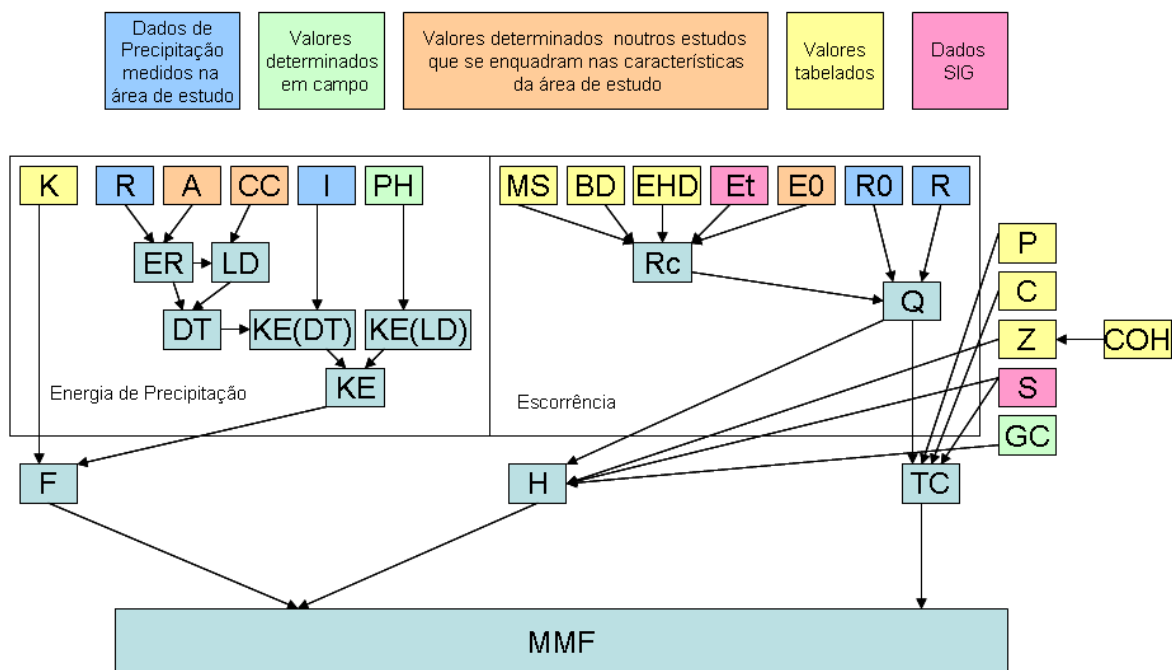 Dados de
Precipitação
medidos na
área de estudo
Valores
determinados
em campo
Valores determinados noutros estudos
que se enquadram nas características
da área de estudo
Valores
tabelados
Dados
SIG
K
R
A
CC
I
PH
MS
BD
EHD
Et
E0
R0
R
ER
LD
Rc
P
DT
KE(DT)
KE(LD)
Q
C
Z
COH
KE
S
Energia de Precipitação
Escorrência
GC
F
H
TC
MMF